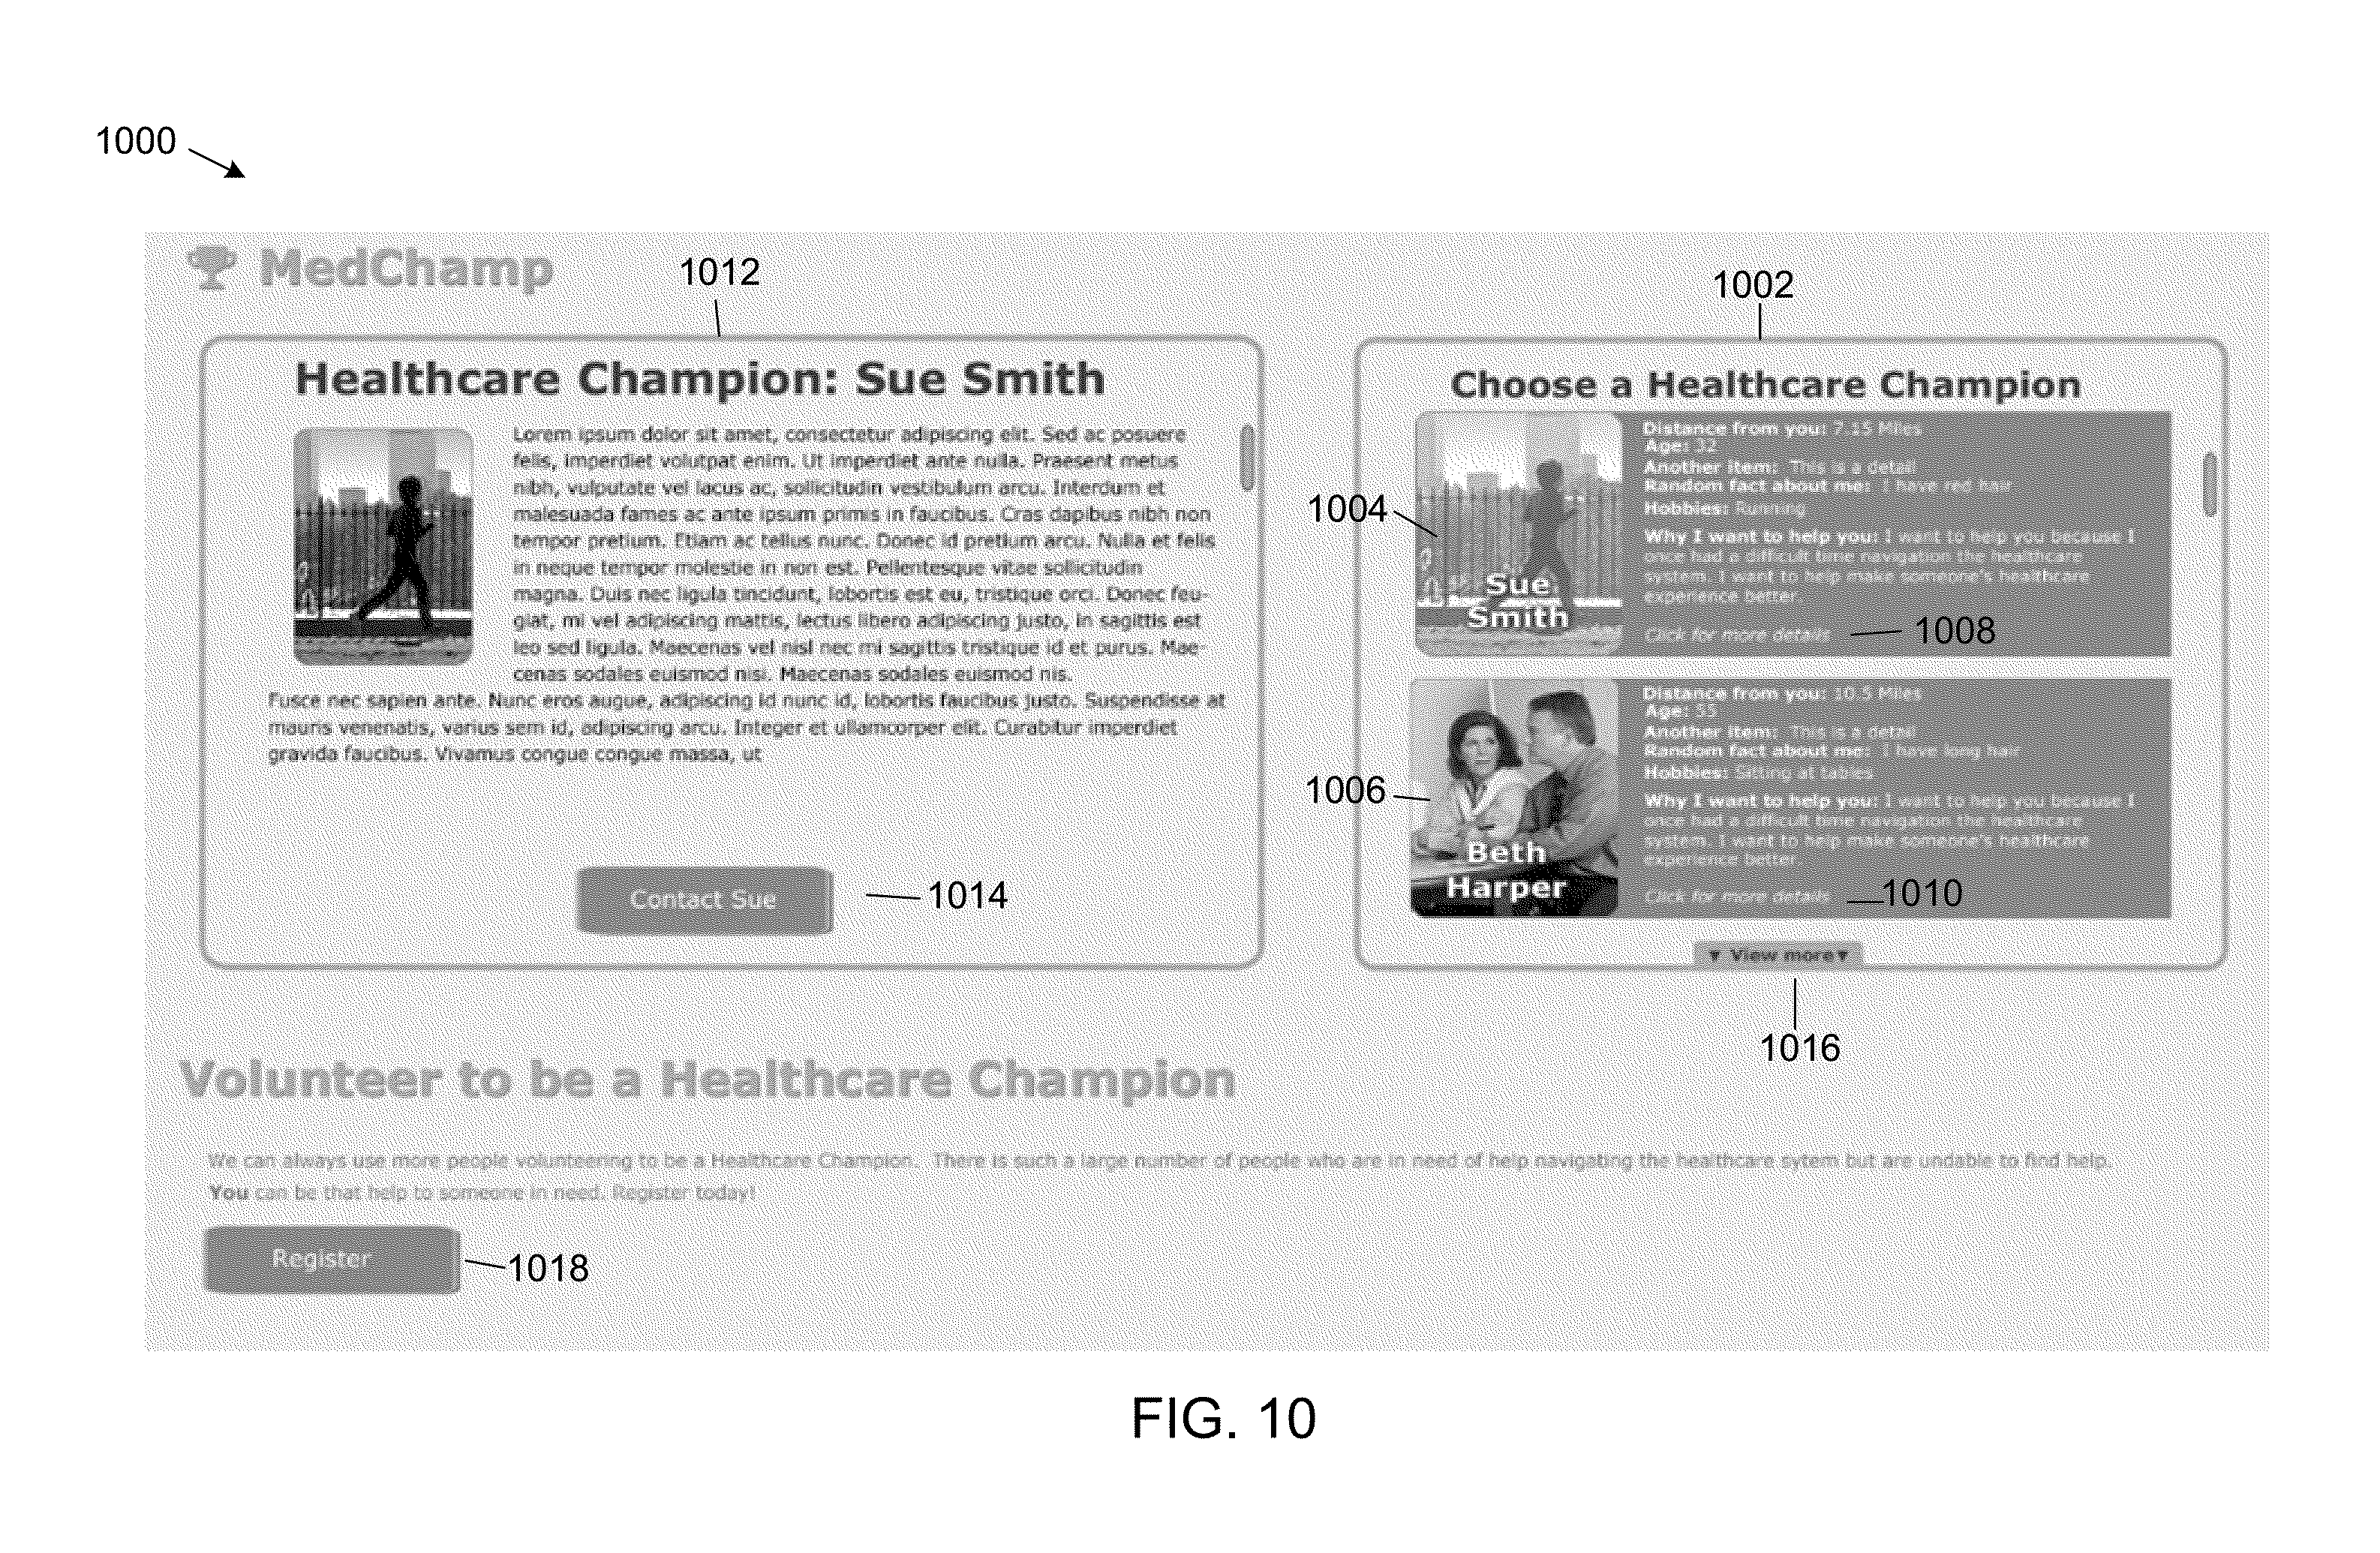 1000
MedChamp
1012
1002
Healthcare Champion: Sue Smith
Lorem ipsum dolor sit amet, consectetur adipiscing elit. Sed ac posuere
felis, imperdiet volutpat enim. Ut imperdiet ante nulla. Praesent metus
nibh, vulputate vel lacus ac, sollicitudin vestibulum arcu. Interdum et
malesuada fames ac ante ipsum primis in faucibus. Cras dapibus nibh non
tempor pretium. Etiam ac tellus nunc. Donec id pretium arcu. Nulla et felis
in neque tempor molestie in non est. Pellentesque vitae sollicitudin
magna. Duis nec ligula tincidunt, lobortis est eu, tristique orci. Donec feu-
giat, mi vel adipiscing mattis, lectus libero adipiscing justo, in sagittis est
leo sed ligula. Maecenas vel nisl nec mi sagittis tristique id et purus. Mae-
cenas sodales euismod nisi. Maecenas sodales euismod nis.
Fusce nec sapien ante. Nunc eros augue, adipiscing id nunc id, lobortis faucibus justo. Suspendisse at
mauris venenatis, varius sem id, adipiscing arcu. Integer et ullamcorper elit. Curabitur imperdiet
gravida faucibus. Vivamus congue congue massa, ut
Contact Sue
1014
Choose a Healthcare Champion
1004
Sue
Smith
Distance from you: 7.15 Miles
Age: 32
Another item: This is a detail
Random fact about me: I have red hair
Hobbies: Running
Why I want to help you: I want to help you because I
once had a difficult time navigation the healthcare
system. I want to help make someone's healthcare
experience better.
Click for more details
1008
1006
Beth
Harper
Distance from you: 10.5 Miles
Age: 55
Another item: This is a detail
Random fact about me: I have long hair
Hobbies: Sitting at tables
Why I want to help you: I want to help you because I
once had a difficult time navigation the healthcare
system. I want to help make someone's healthcare
experience better.
Click for more details
1010
▼ View more ▼
1016
Volunteer to be a Healthcare Champion
We can always use more people volunteering to be a Healthcare Champion. There is such a large number of people who are in need of help navigating the healthcare sytem but are undable to find help.
You can be that help to someone in need. Register today!
Register
1018
FIG. 10